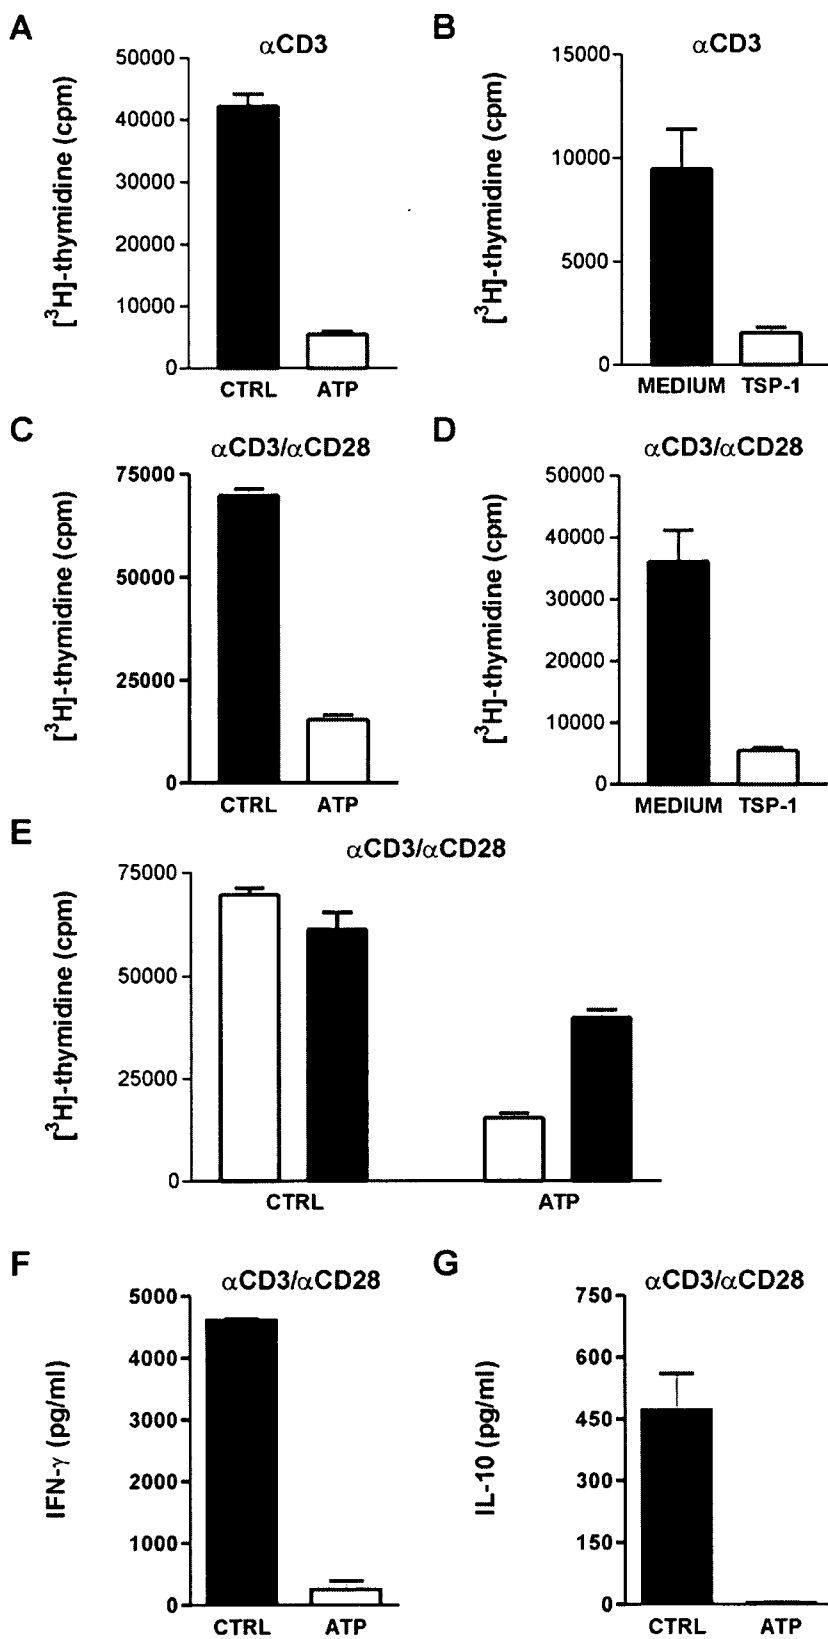 A
αCD3
[³H]-thymidine (cpm)
50000
40000
30000
20000
10000
0
CTRL ATP
B
αCD3
[³H]-thymidine (cpm)
15000
10000
5000
0
MEDIUM TSP-1
C
αCD3/αCD28
[³H]-thymidine (cpm)
75000
50000
25000
0
CTRL ATP
D
αCD3/αCD28
[³H]-thymidine (cpm)
50000
40000
30000
20000
10000
0
MEDIUM TSP-1
E
αCD3/αCD28
[³H]-thymidine (cpm)
75000
50000
25000
0
CTRL ATP
F
αCD3/αCD28
IFN-γ (pg/ml)
5000
4000
3000
2000
1000
0
CTRL ATP
G
αCD3/αCD28
IL-10 (pg/ml)
750
600
450
300
150
0
CTRL ATP